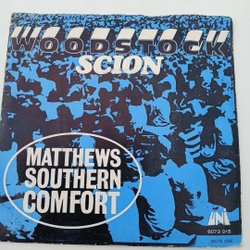 WOODSTOCK
SCION
MATTHEWS
SOUTHERN
COMFORT
UNI